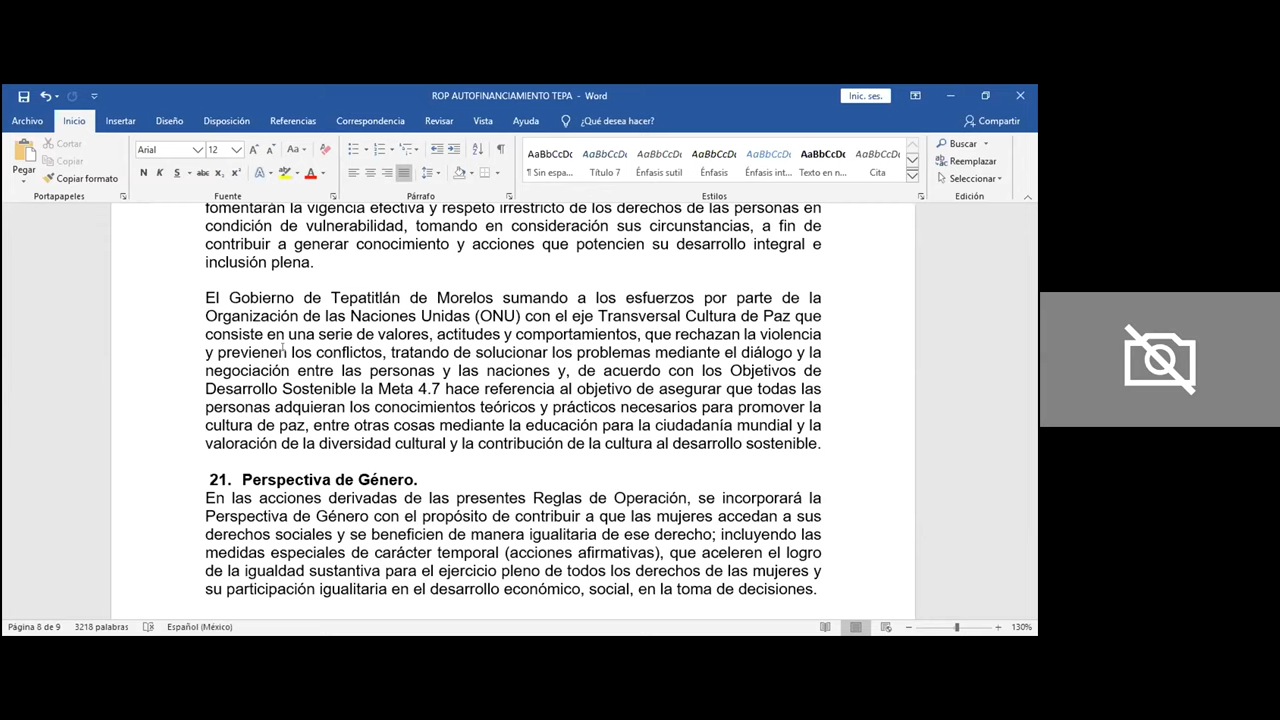 ROP AUTOFINANCIAMIENTO TEPA - Word
Inic. ses.
Archivo Inicio Insertar Diseño Disposición Referencias Correspondencia Revisar Vista Ayuda ¿Qué desea hacer? Compartir
Pegar
Cortar
Copiar
Copiar formato
Portapapeles
Arial 12 A A Aa
N K S abc x₂ x² A A
Fuente
Párrafo
AaBbCcDc AaBbCcDc AaBbCcDc AaBbCcDc AaBbCcDc AaBbCcDc AaBbCcDc
¶ Sin espa... Título 7 Énfasis sutil Énfasis Énfasis int... Texto en n... Cita
Estilos
Buscar
Reemplazar
Seleccionar
Edición
fomentarán la vigencia efectiva y respeto irrestricto de los derechos de las personas en
condición de vulnerabilidad, tomando en consideración sus circunstancias, a fin de
contribuir a generar conocimiento y acciones que potencien su desarrollo integral e
inclusión plena.
El Gobierno de Tepatitlán de Morelos sumando a los esfuerzos por parte de la
Organización de las Naciones Unidas (ONU) con el eje Transversal Cultura de Paz que
consiste en una serie de valores, actitudes y comportamientos, que rechazan la violencia
y previenen los conflictos, tratando de solucionar los problemas mediante el diálogo y la
negociación entre las personas y las naciones y, de acuerdo con los Objetivos de
Desarrollo Sostenible la Meta 4.7 hace referencia al objetivo de asegurar que todas las
personas adquieran los conocimientos teóricos y prácticos necesarios para promover la
cultura de paz, entre otras cosas mediante la educación para la ciudadanía mundial y la
valoración de la diversidad cultural y la contribución de la cultura al desarrollo sostenible.
21. Perspectiva de Género.
En las acciones derivadas de las presentes Reglas de Operación, se incorporará la
Perspectiva de Género con el propósito de contribuir a que las mujeres accedan a sus
derechos sociales y se beneficien de manera igualitaria de ese derecho; incluyendo las
medidas especiales de carácter temporal (acciones afirmativas), que aceleren el logro
de la igualdad sustantiva para el ejercicio pleno de todos los derechos de las mujeres y
su participación igualitaria en el desarrollo económico, social, en la toma de decisiones.
Página 8 de 9 3218 palabras Español (México) 130%